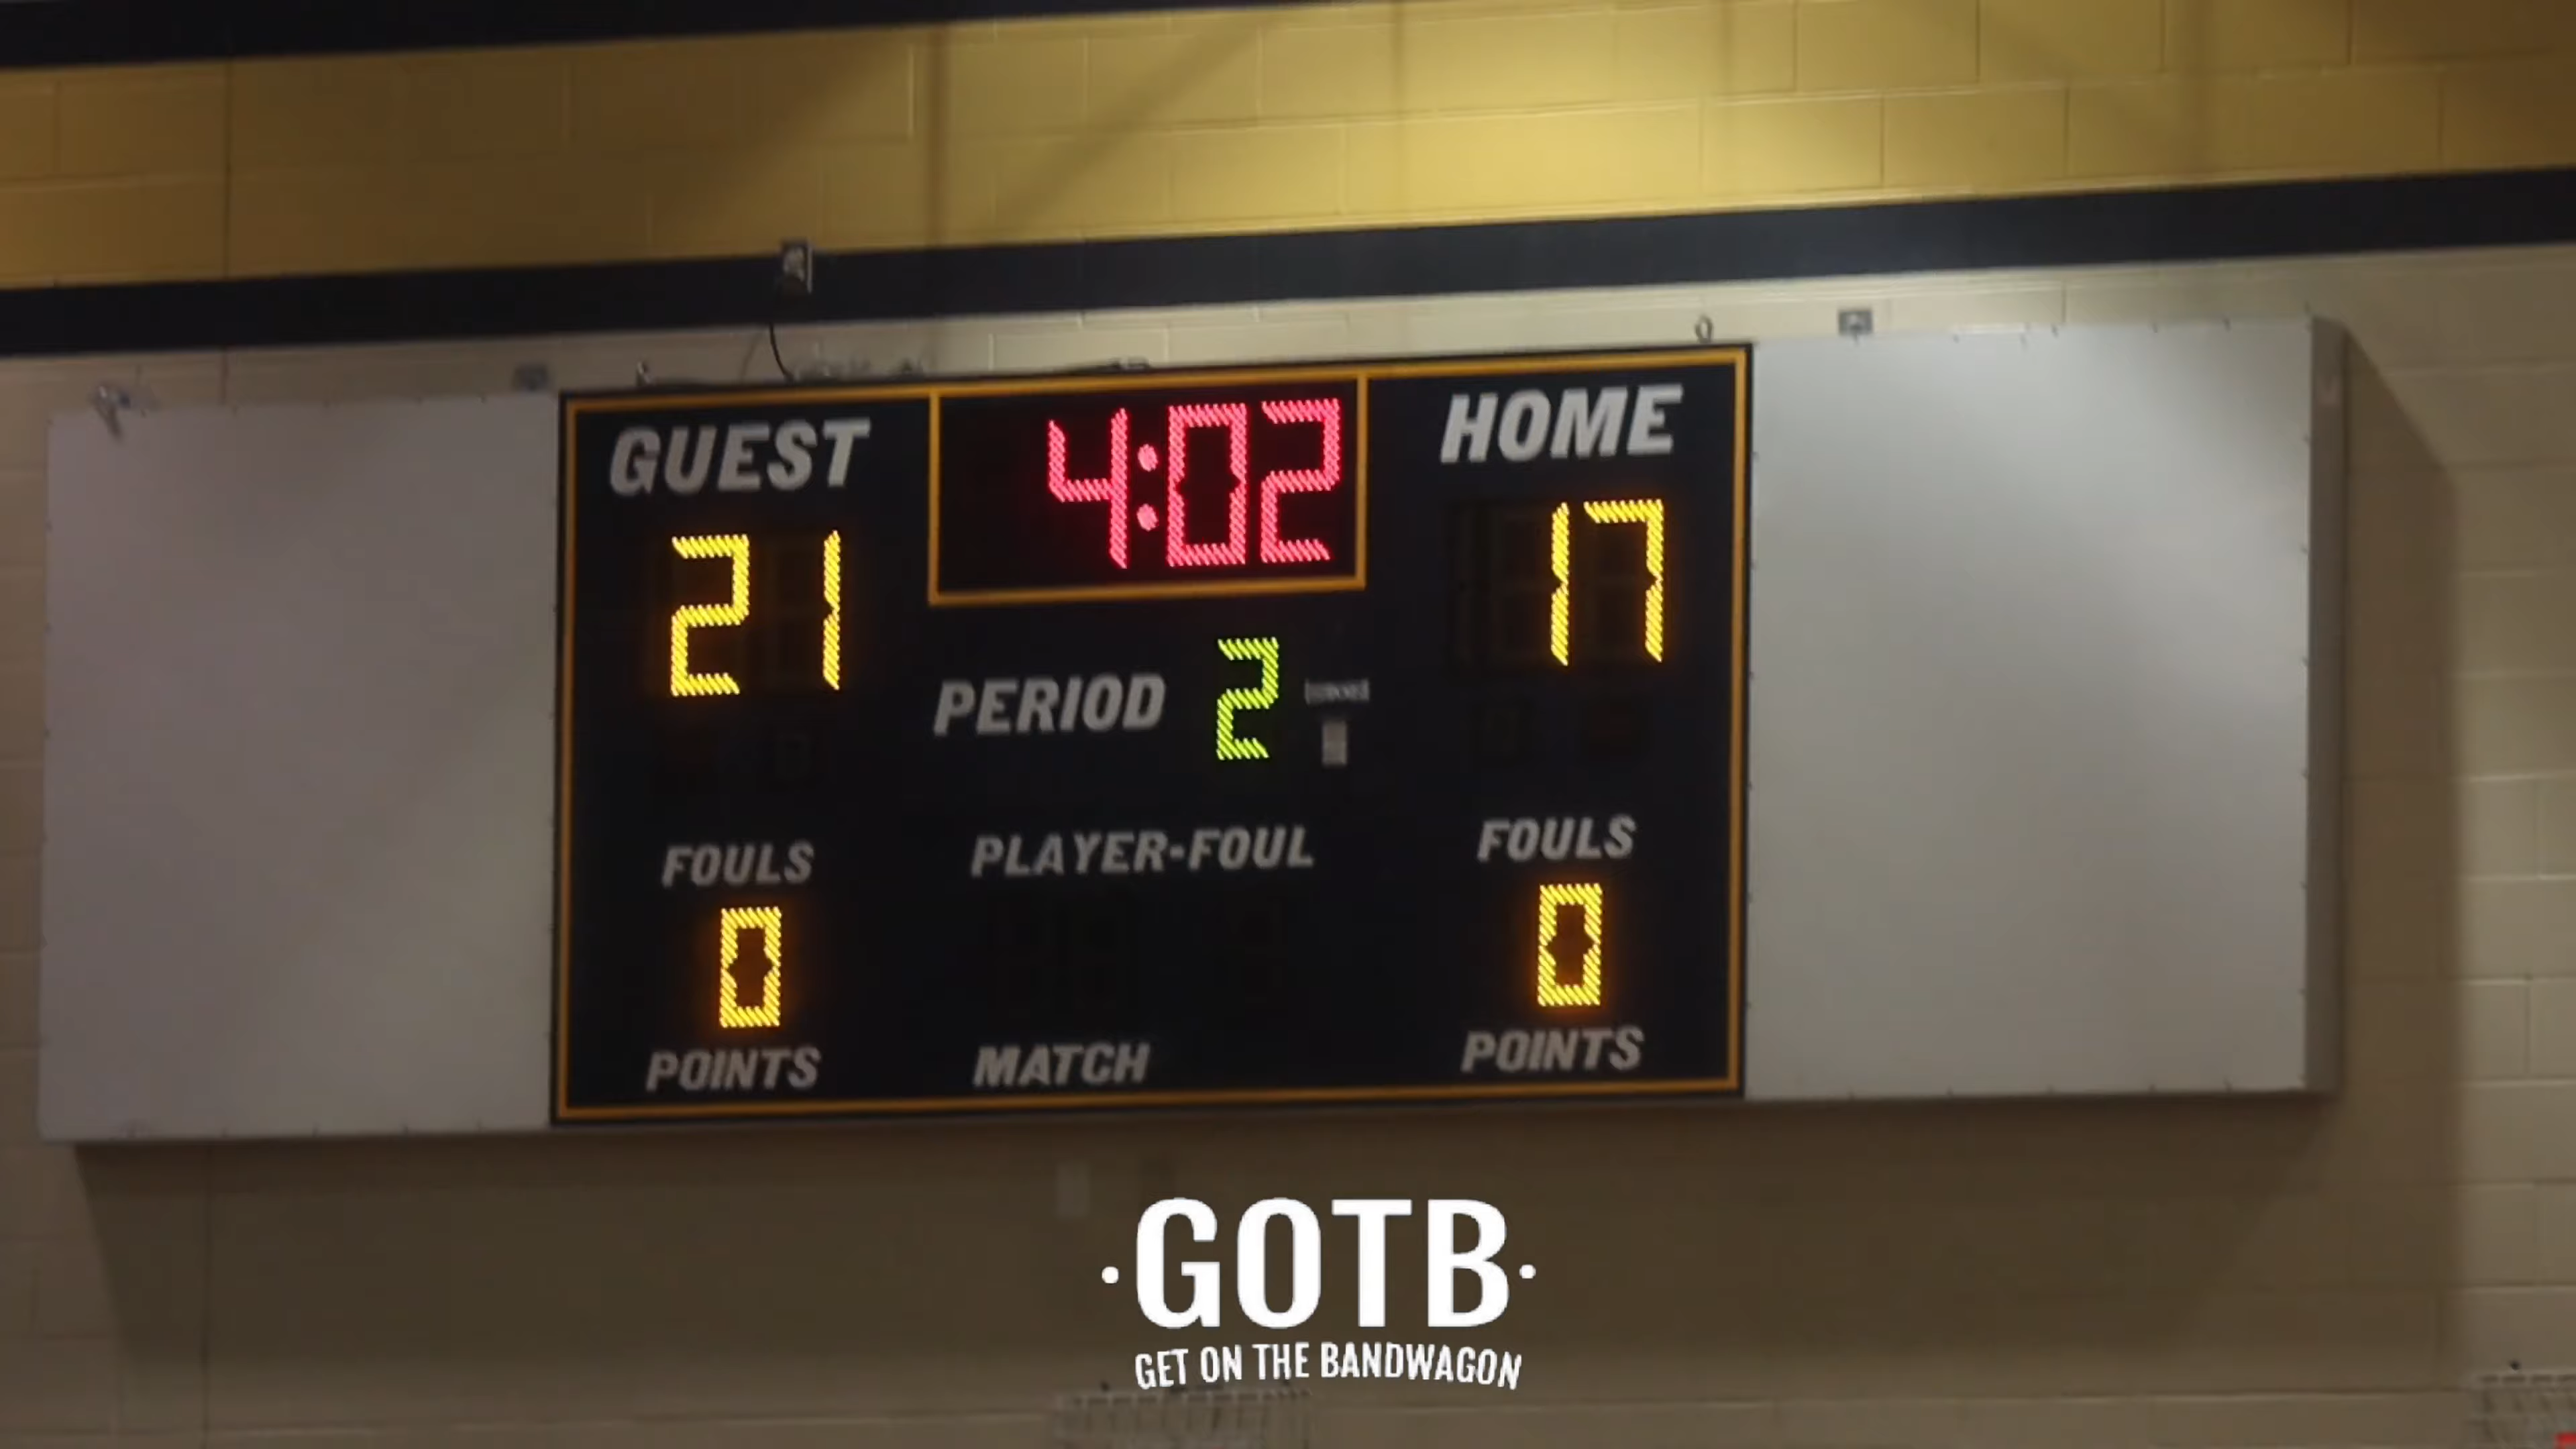 GUEST
4:02
HOME
21
17
PERIOD 2
FOULS
PLAYER-FOUL
FOULS
0
0
POINTS
MATCH
POINTS
·GOTB·
GET ON THE BANDWAGON